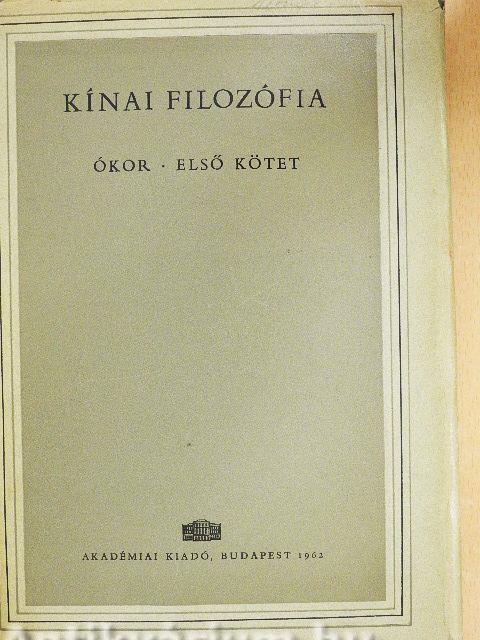 KÍNAI FILOZÓFIA
ÓKOR · ELSŐ KÖTET
AKADÉMIAI KIADÓ, BUDAPEST 1962